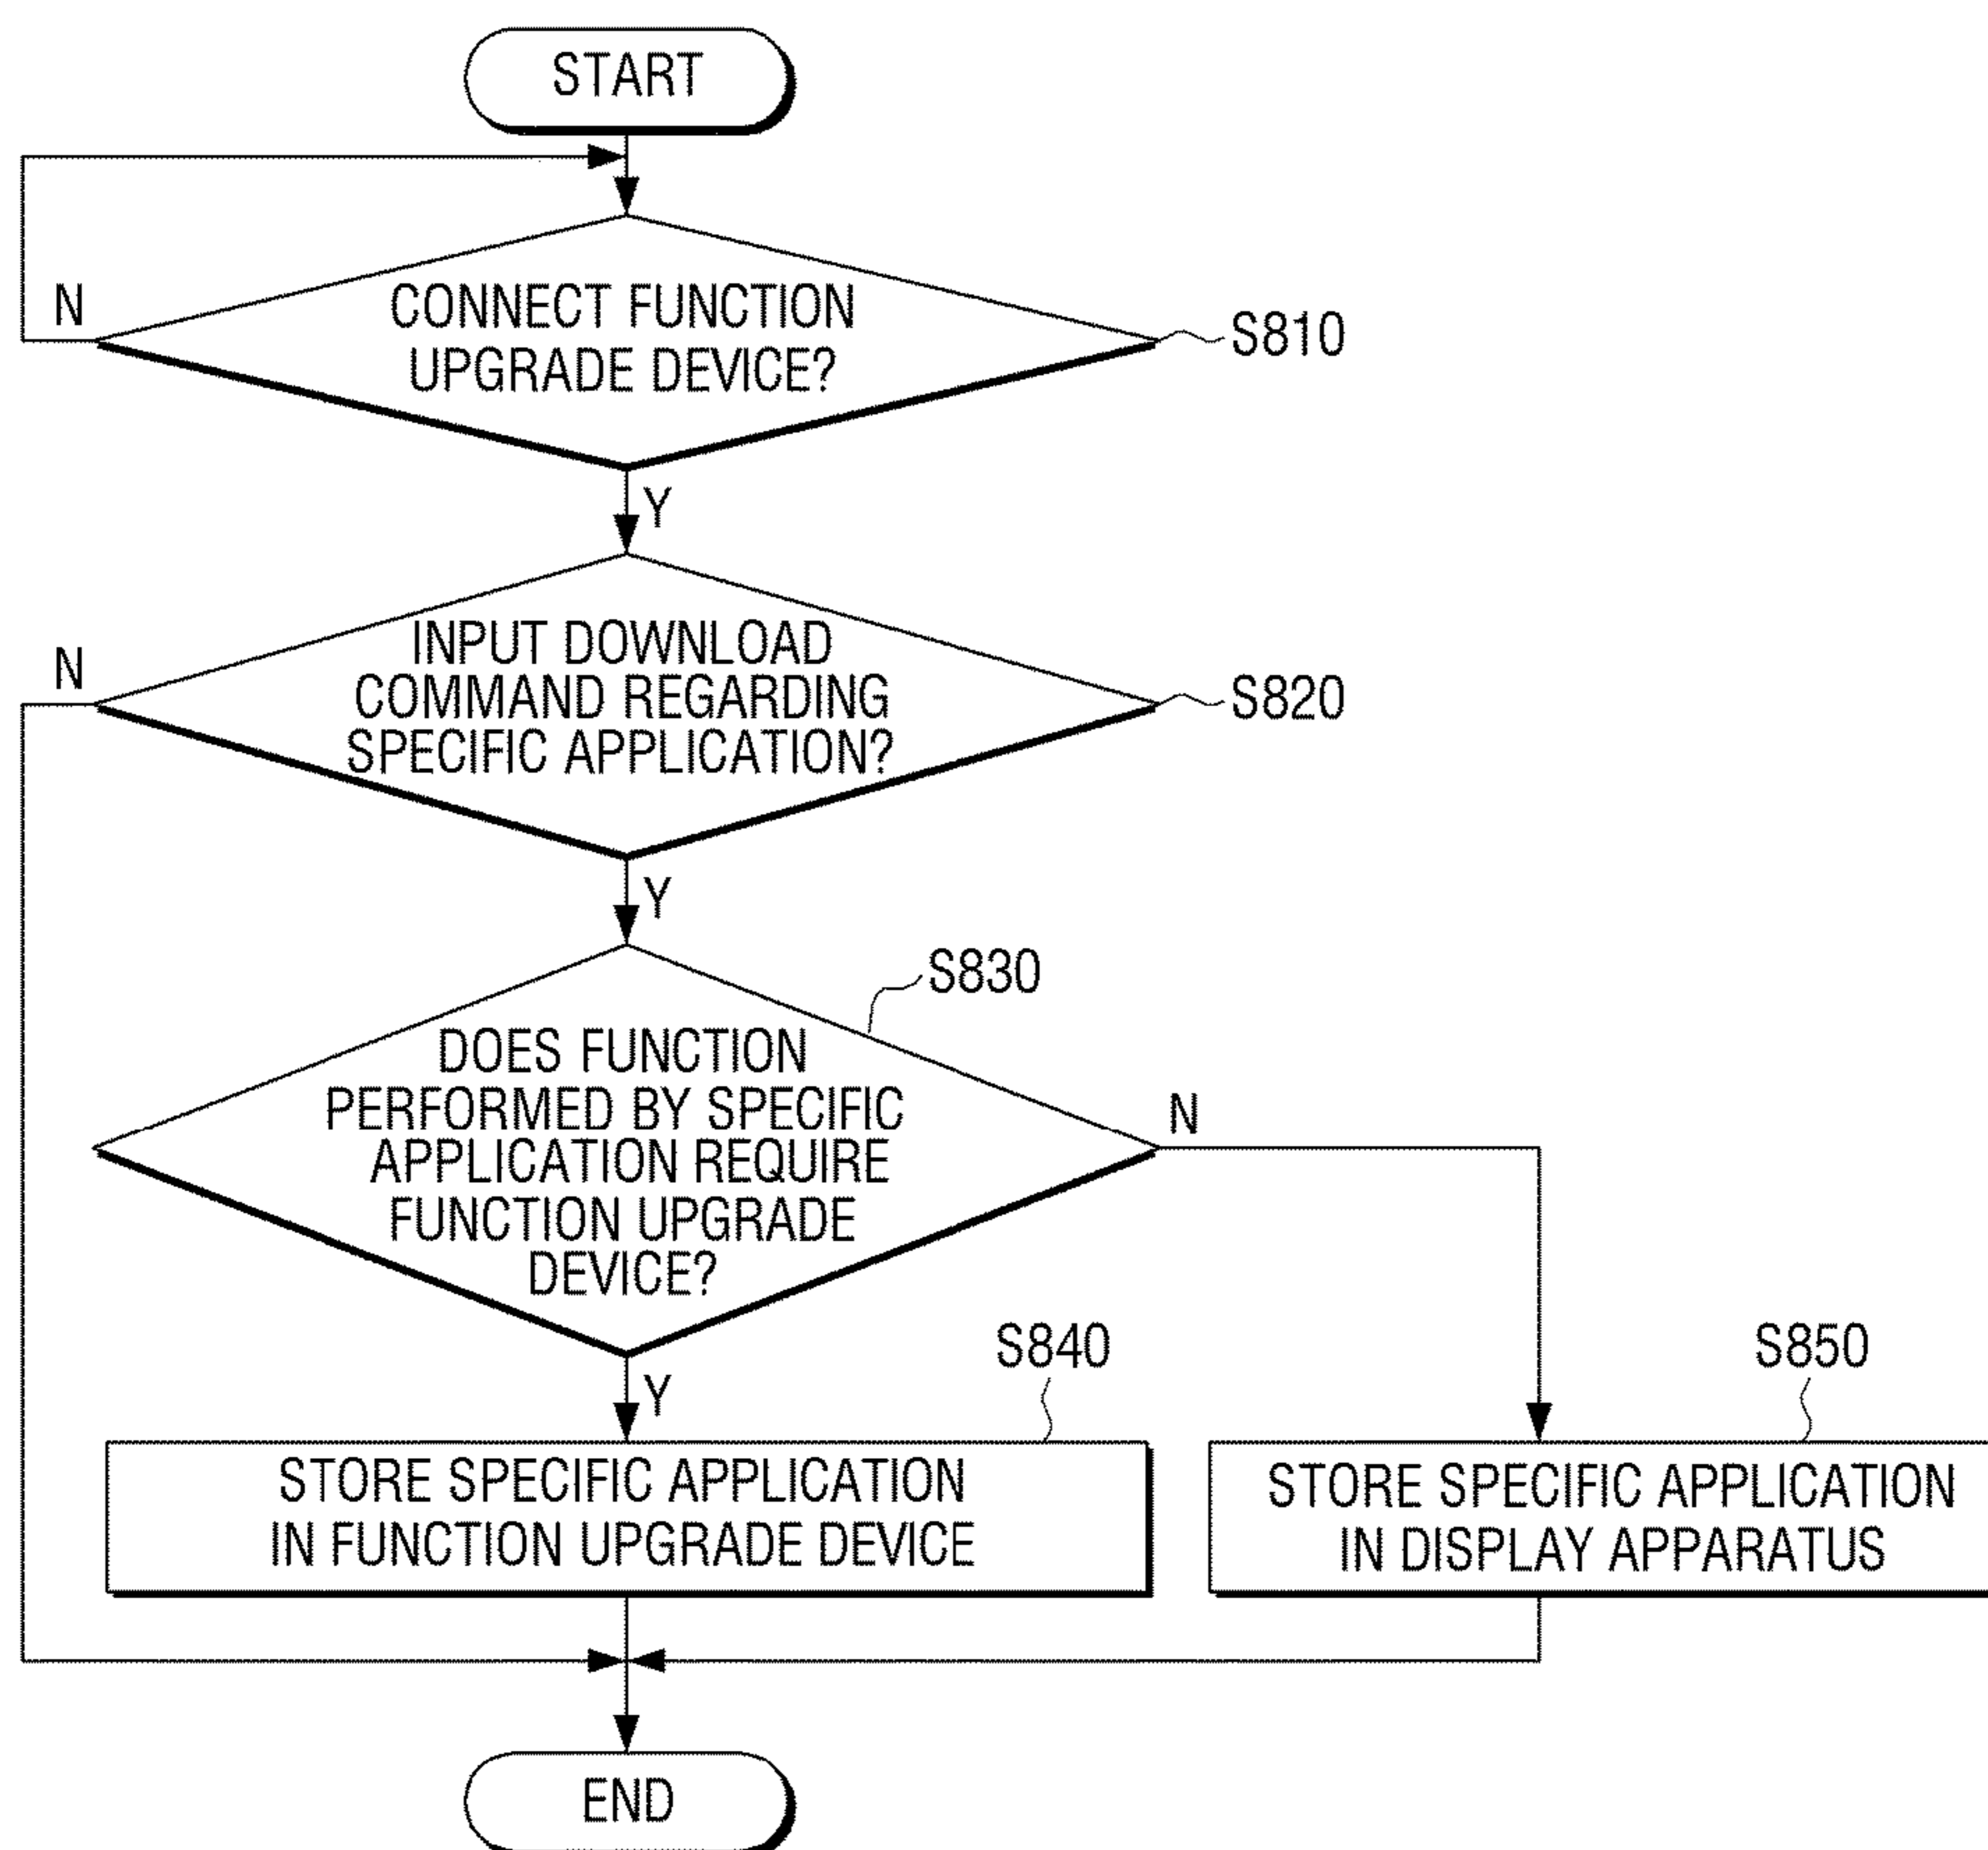 START
N
CONNECT FUNCTION
UPGRADE DEVICE?
S810
Y
INPUT DOWNLOAD
COMMAND REGARDING
SPECIFIC APPLICATION?
N
S820
Y
S830
DOES FUNCTION
PERFORMED BY SPECIFIC
APPLICATION REQUIRE
FUNCTION UPGRADE
DEVICE?
N
Y
S840
S850
STORE SPECIFIC APPLICATION
IN FUNCTION UPGRADE DEVICE
STORE SPECIFIC APPLICATION
IN DISPLAY APPARATUS
END